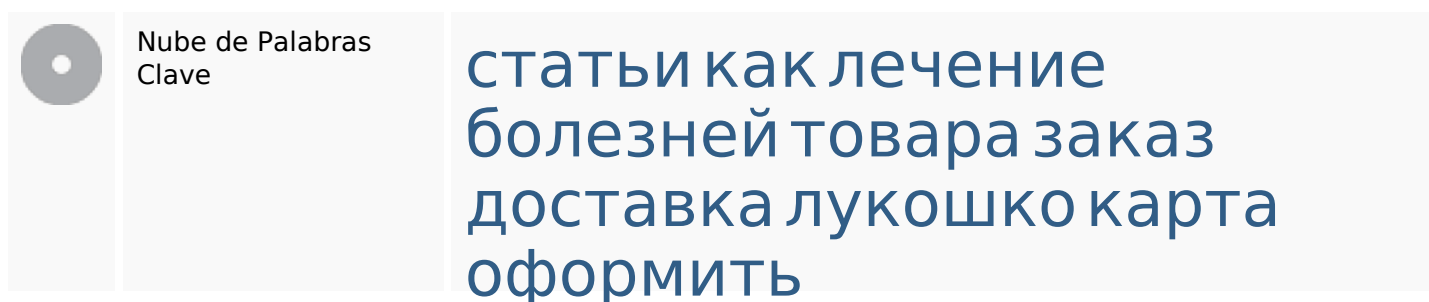 Nube de Palabras
Clave
статьи как лечение
болезней товара заказ
доставка лукошко карта
оформить